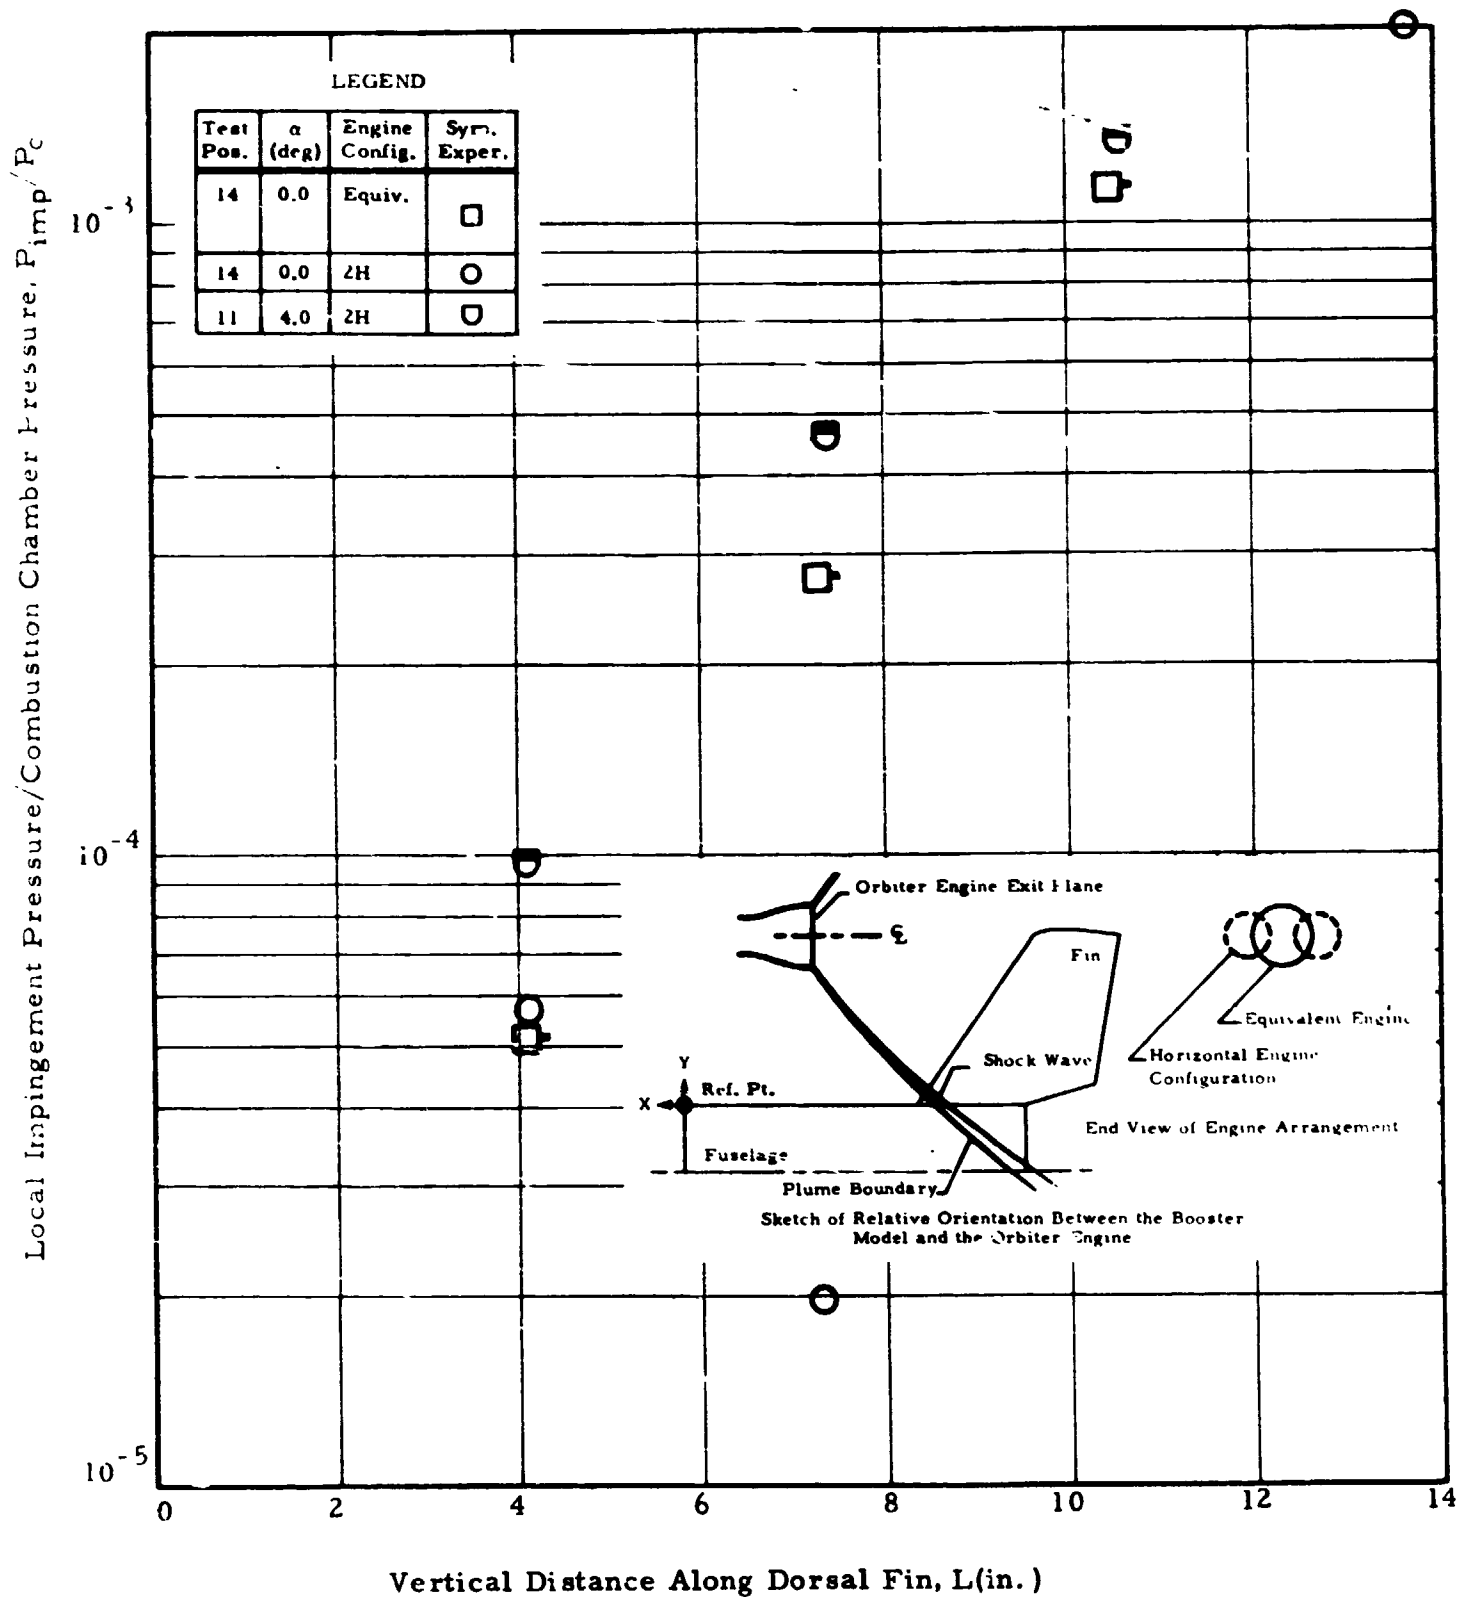 LEGEND
Test Pos. α (deg) Engine Config. Sym. Exper.
14 0.0 Equiv.
14 0.0 2H
11 4.0 2H
Local Impingement Pressure/Combustion Chamber Pressure, Pimp/Pc
10-3
10-4
10-5
Orbiter Engine Exit Plane
℄
Fin
Equivalent Engine
Horizontal Engine
Configuration
End View of Engine Arrangement
Shock Wave
Y
X
Ref. Pt.
Fuselage
Plume Boundary
Sketch of Relative Orientation Between the Booster
Model and the Orbiter Engine
0 2 4 6 8 10 12 14
Vertical Distance Along Dorsal Fin, L(in.)